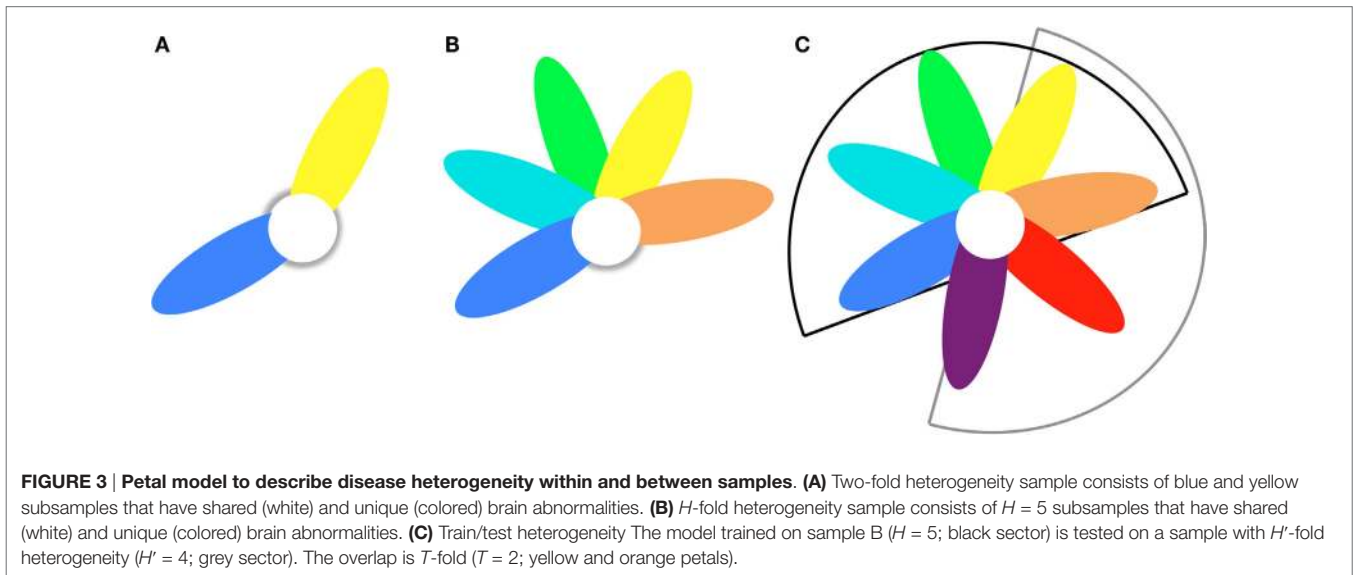 A B C
FIGURE 3 | Petal model to describe disease heterogeneity within and between samples. (A) Two-fold heterogeneity sample consists of blue and yellow
subsamples that have shared (white) and unique (colored) brain abnormalities. (B) H-fold heterogeneity sample consists of H = 5 subsamples that have shared
(white) and unique (colored) brain abnormalities. (C) Train/test heterogeneity The model trained on sample B (H = 5; black sector) is tested on a sample with H′-fold
heterogeneity (H′ = 4; grey sector). The overlap is T-fold (T = 2; yellow and orange petals).